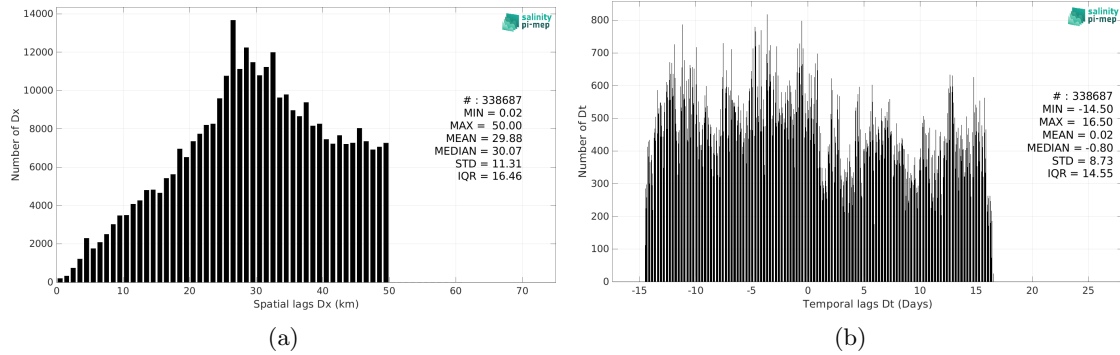 14000
12000
10000
8000
6000
4000
2000
0
0
10
20
30
40
50
60
70
Number of Dx
Spatial lags Dx (km)
salinity
pi-mep
# : 338687
MIN = 0.02
MAX = 50.00
MEAN = 29.88
MEDIAN = 30.07
STD = 11.31
IQR = 16.46
(a)
800
700
600
500
400
300
200
100
0
-15
-10
-5
0
5
10
15
20
25
Number of Dt
Temporal lags Dt (Days)
salinity
pi-mep
# : 338687
MIN = -14.50
MAX = 16.50
MEAN = 0.02
MEDIAN = -0.80
STD = 8.73
IQR = 14.55
(b)